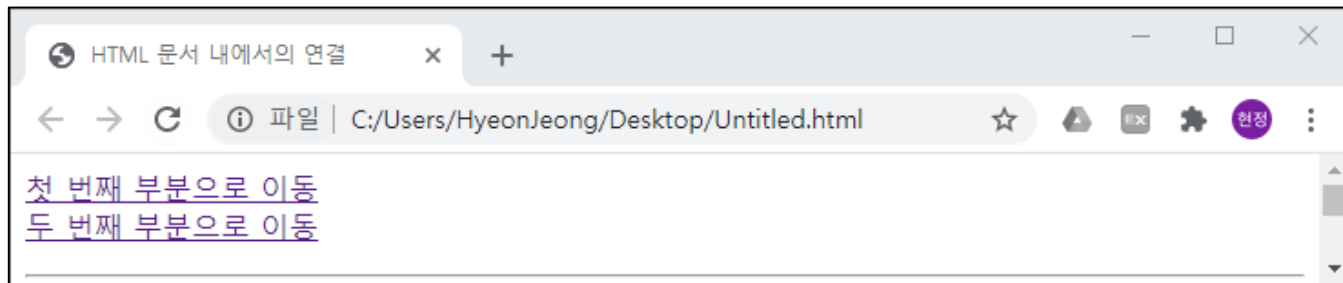 HTML 문서 내에서의 연결
파일 C:/Users/HyeonJeong/Desktop/Untitled.html
EX
현정
첫 번째 부분으로 이동
두 번째 부분으로 이동